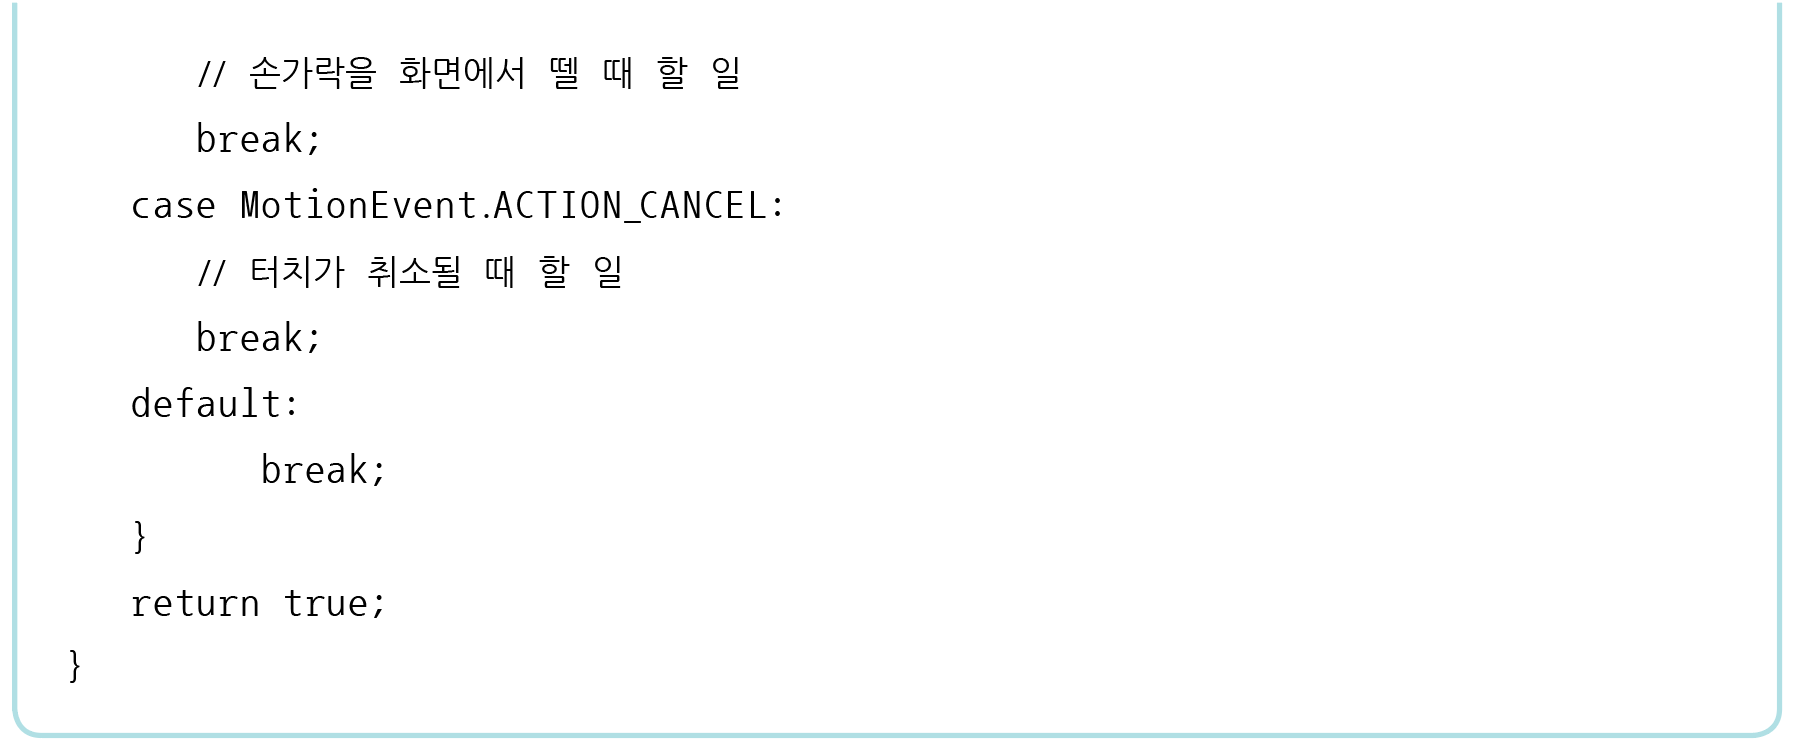 // 손가락을 화면에서 뗄 때 할 일
break;
case MotionEvent.ACTION_CANCEL:
// 터치가 취소될 때 할 일
break;
default:
break;
}
return true;
}